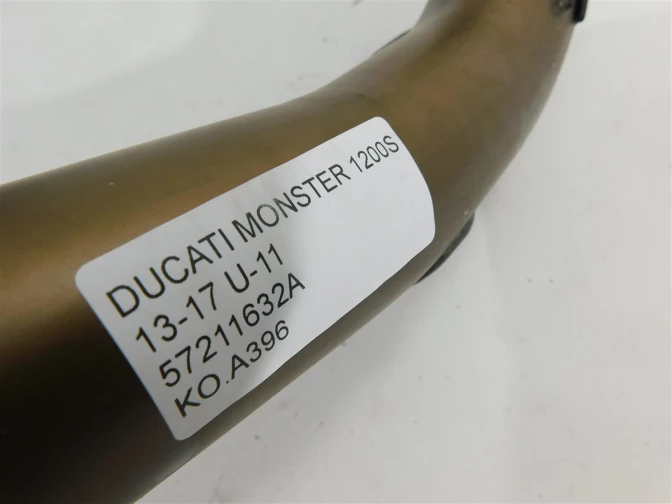 DUCATI MONSTER 1200S
13-17 U-11
57211632A
KO.A396